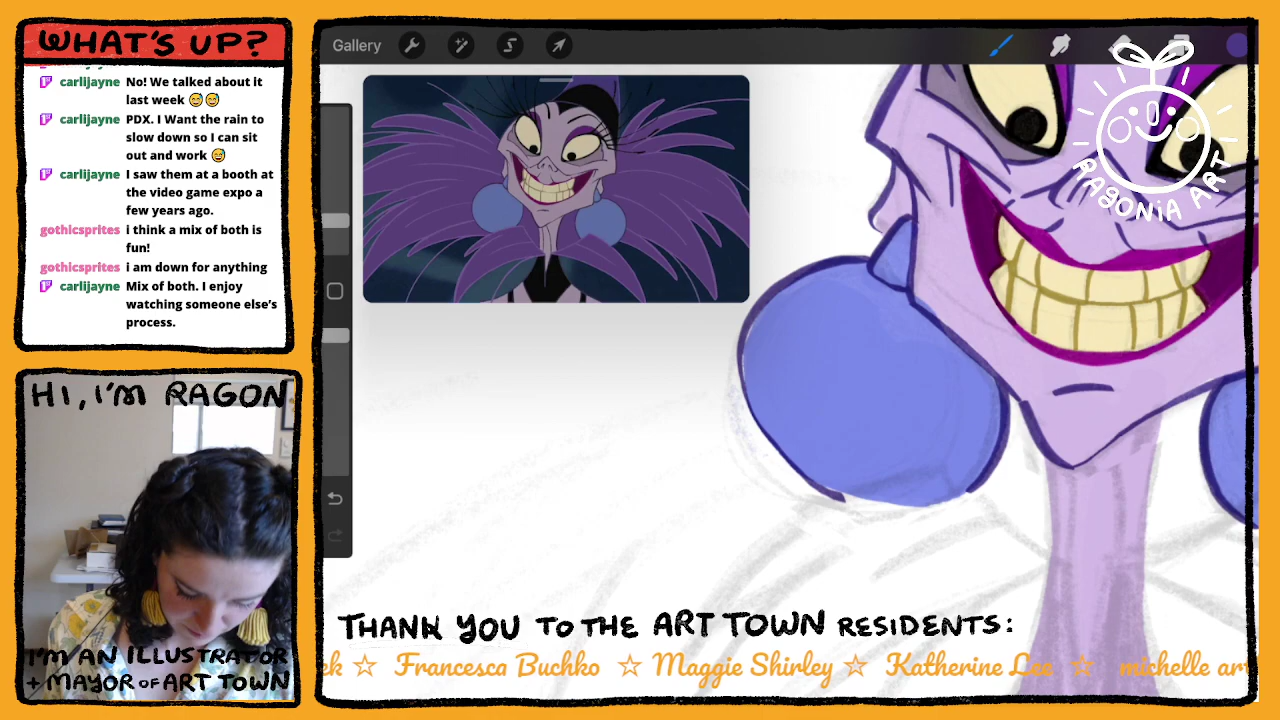 WHAT'S UP?
carlijayne No! We talked about it
last week 😅😊
carlijayne PDX. I Want the rain to
slow down so I can sit
out and work 😅
carlijayne I saw them at a booth at
the video game expo a
few years ago.
gothicsprites i think a mix of both is
fun!
gothicsprites i am down for anything
carlijayne Mix of both. I enjoy
watching someone else's
process.
HI, I'M RAGON
I'M AN ILLUSTRATOR
+ MAYOR OF ART TOWN
Gallery
RAGONIA ART
THANK YOU TO THE ART TOWN RESIDENTS:
ek ☆ Francesca Buchko ☆ Maggie Shirley ☆ Katherine Lee ☆ michelle ar